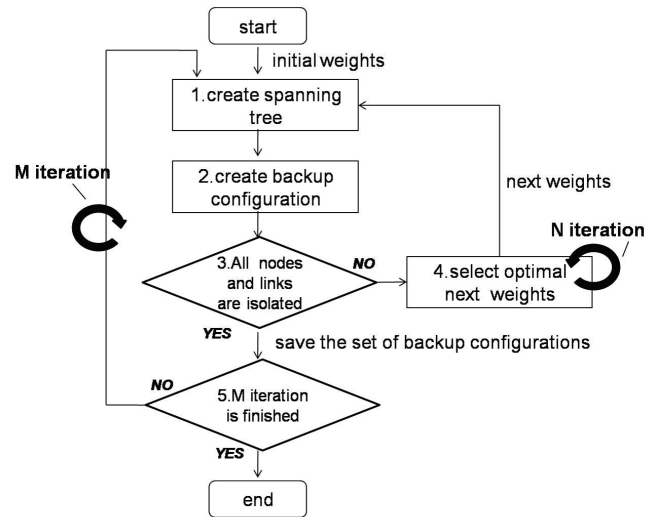 start
initial weights
1.create spanning
tree
M iteration
2.create backup
configuration
next weights
N iteration
3.All nodes
and links
are isolated
NO
4.select optimal
next weights
YES
save the set of backup configurations
NO
5.M iteration
is finished
YES
end